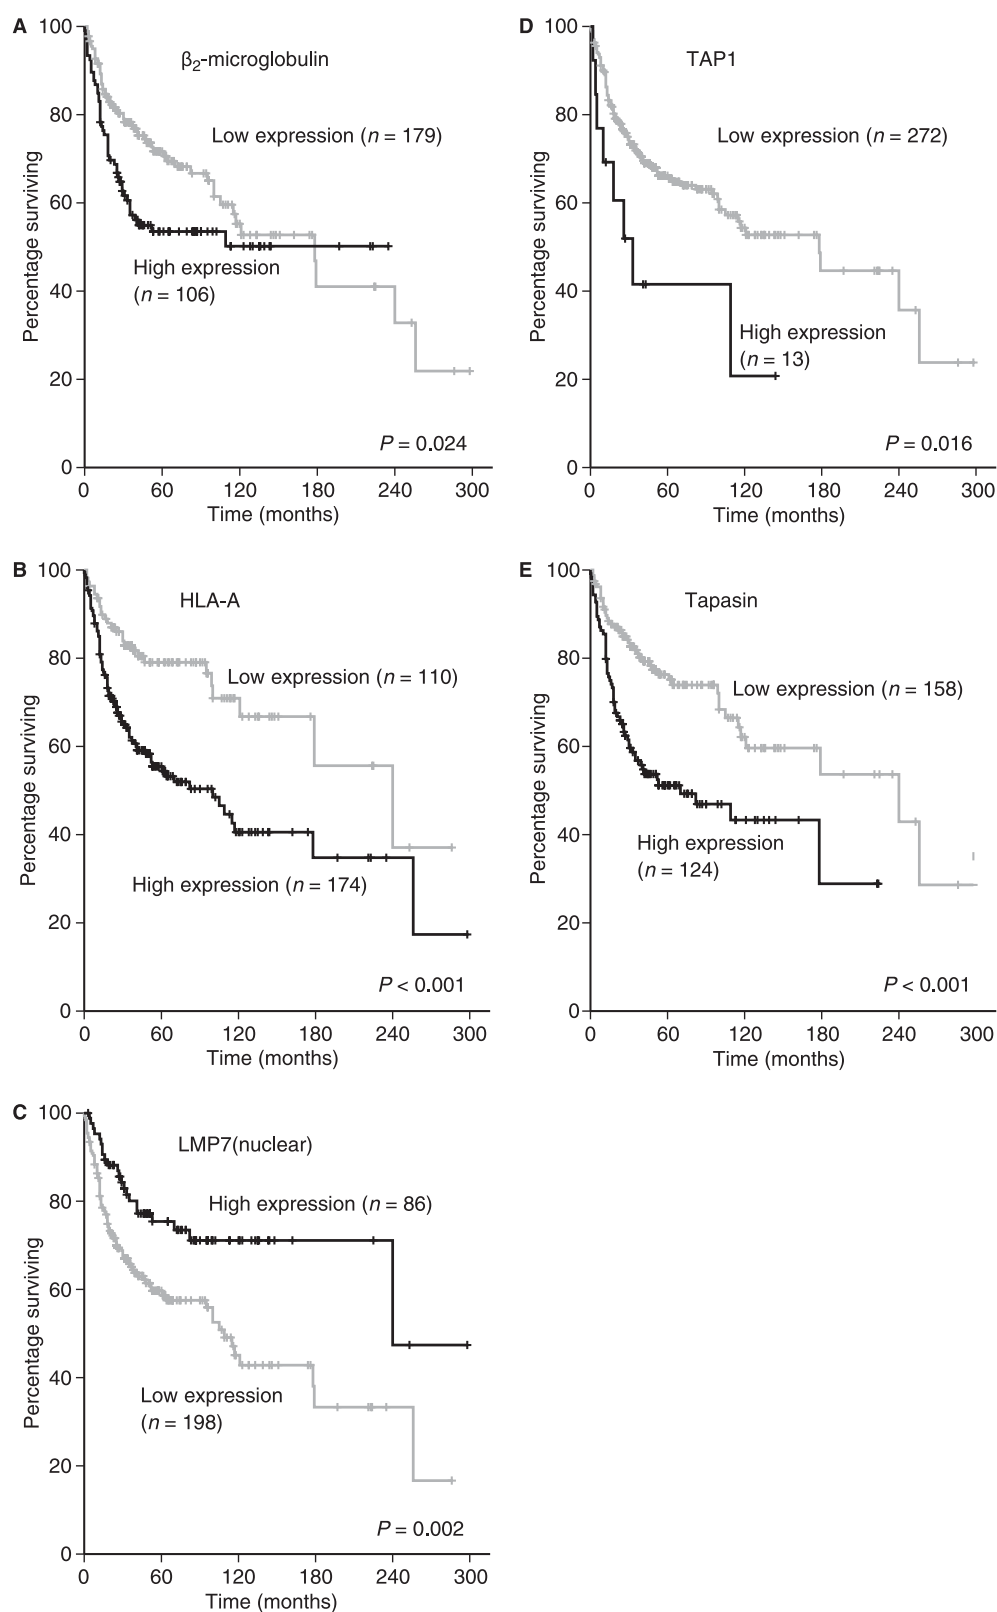 A
100
80
60
40
20
0
Percentage surviving
β₂-microglobulin
Low expression (n = 179)
High expression
(n = 106)
P = 0.024
0 60 120 180 240 300
Time (months)
D
100
80
60
40
20
0
Percentage surviving
TAP1
Low expression (n = 272)
High expression
(n = 13)
P = 0.016
0 60 120 180 240 300
Time (months)
B
100
80
60
40
20
0
Percentage surviving
HLA-A
Low expression (n = 110)
High expression (n = 174)
P < 0.001
0 60 120 180 240 300
Time (months)
E
100
80
60
40
20
0
Percentage surviving
Tapasin
Low expression (n = 158)
High expression
(n = 124)
P < 0.001
0 60 120 180 240 300
Time (months)
C
100
80
60
40
20
0
Percentage surviving
LMP7(nuclear)
High expression (n = 86)
Low expression
(n = 198)
P = 0.002
0 60 120 180 240 300
Time (months)